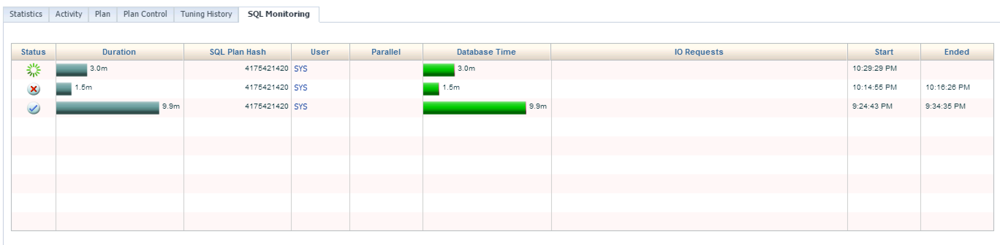 Statistics Activity Plan Plan Control Tuning History SQL Monitoring
Status Duration SQL Plan Hash User Parallel Database Time IO Requests Start Ended
3.0m 4175421420 SYS 3.0m 10:29:29 PM
1.5m 4175421420 SYS 1.5m 10:14:55 PM 10:16:26 PM
9.9m 4175421420 SYS 9.9m 9:24:43 PM 9:34:35 PM